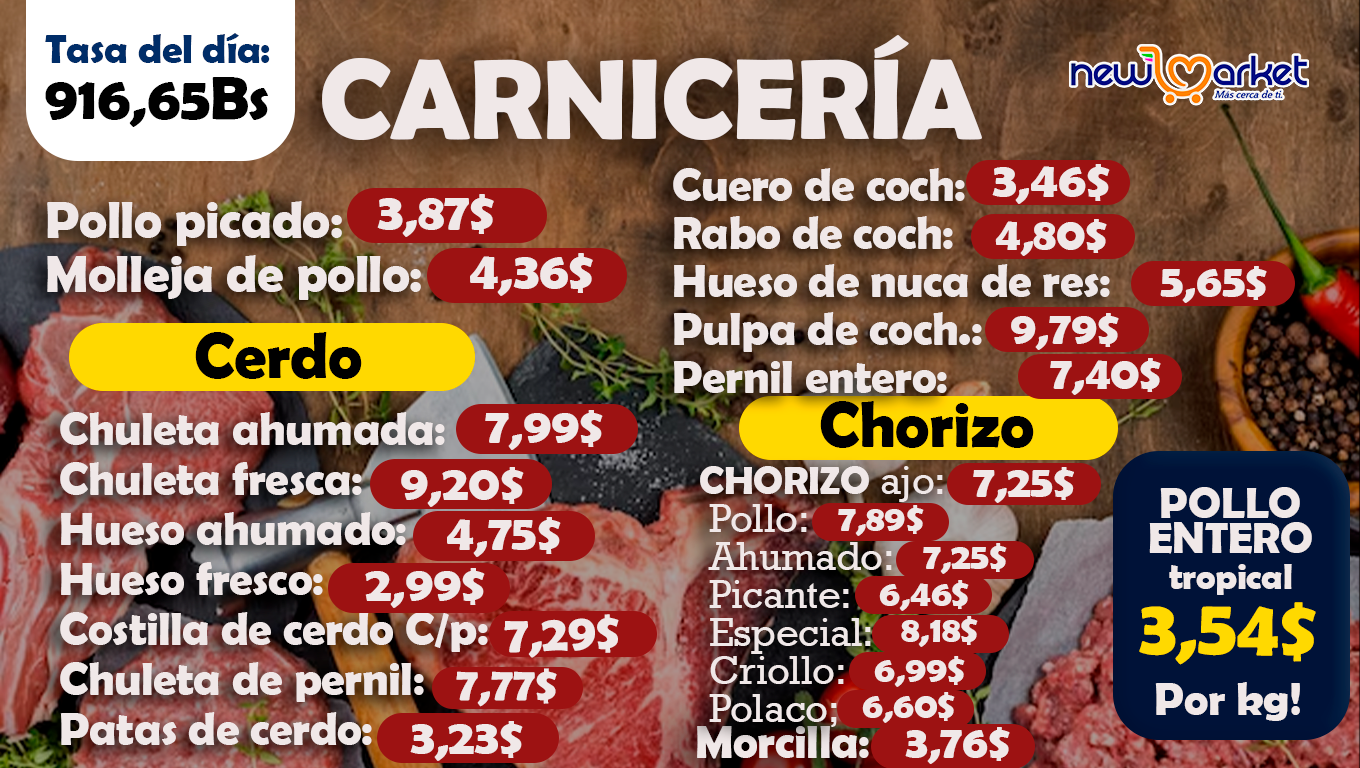 Tasa del día:
916,65Bs
CARNICERÍA
new market
Más cerca de ti.
Pollo picado: 3,87$
Molleja de pollo: 4,36$
Cerdo
Chuleta ahumada: 7,99$
Chuleta fresca: 9,20$
Hueso ahumado: 4,75$
Hueso fresco: 2,99$
Costilla de cerdo C/p: 7,29$
Chuleta de pernil: 7,77$
Patas de cerdo: 3,23$
Cuero de coch: 3,46$
Rabo de coch: 4,80$
Hueso de nuca de res: 5,65$
Pulpa de coch.: 9,79$
Pernil entero: 7,40$
Chorizo
CHORIZO ajo: 7,25$
Pollo: 7,89$
Ahumado: 7,25$
Picante: 6,46$
Especial: 8,18$
Criollo: 6,99$
Polaco; 6,60$
Morcilla: 3,76$
POLLO
ENTERO
tropical
3,54$
Por kg!